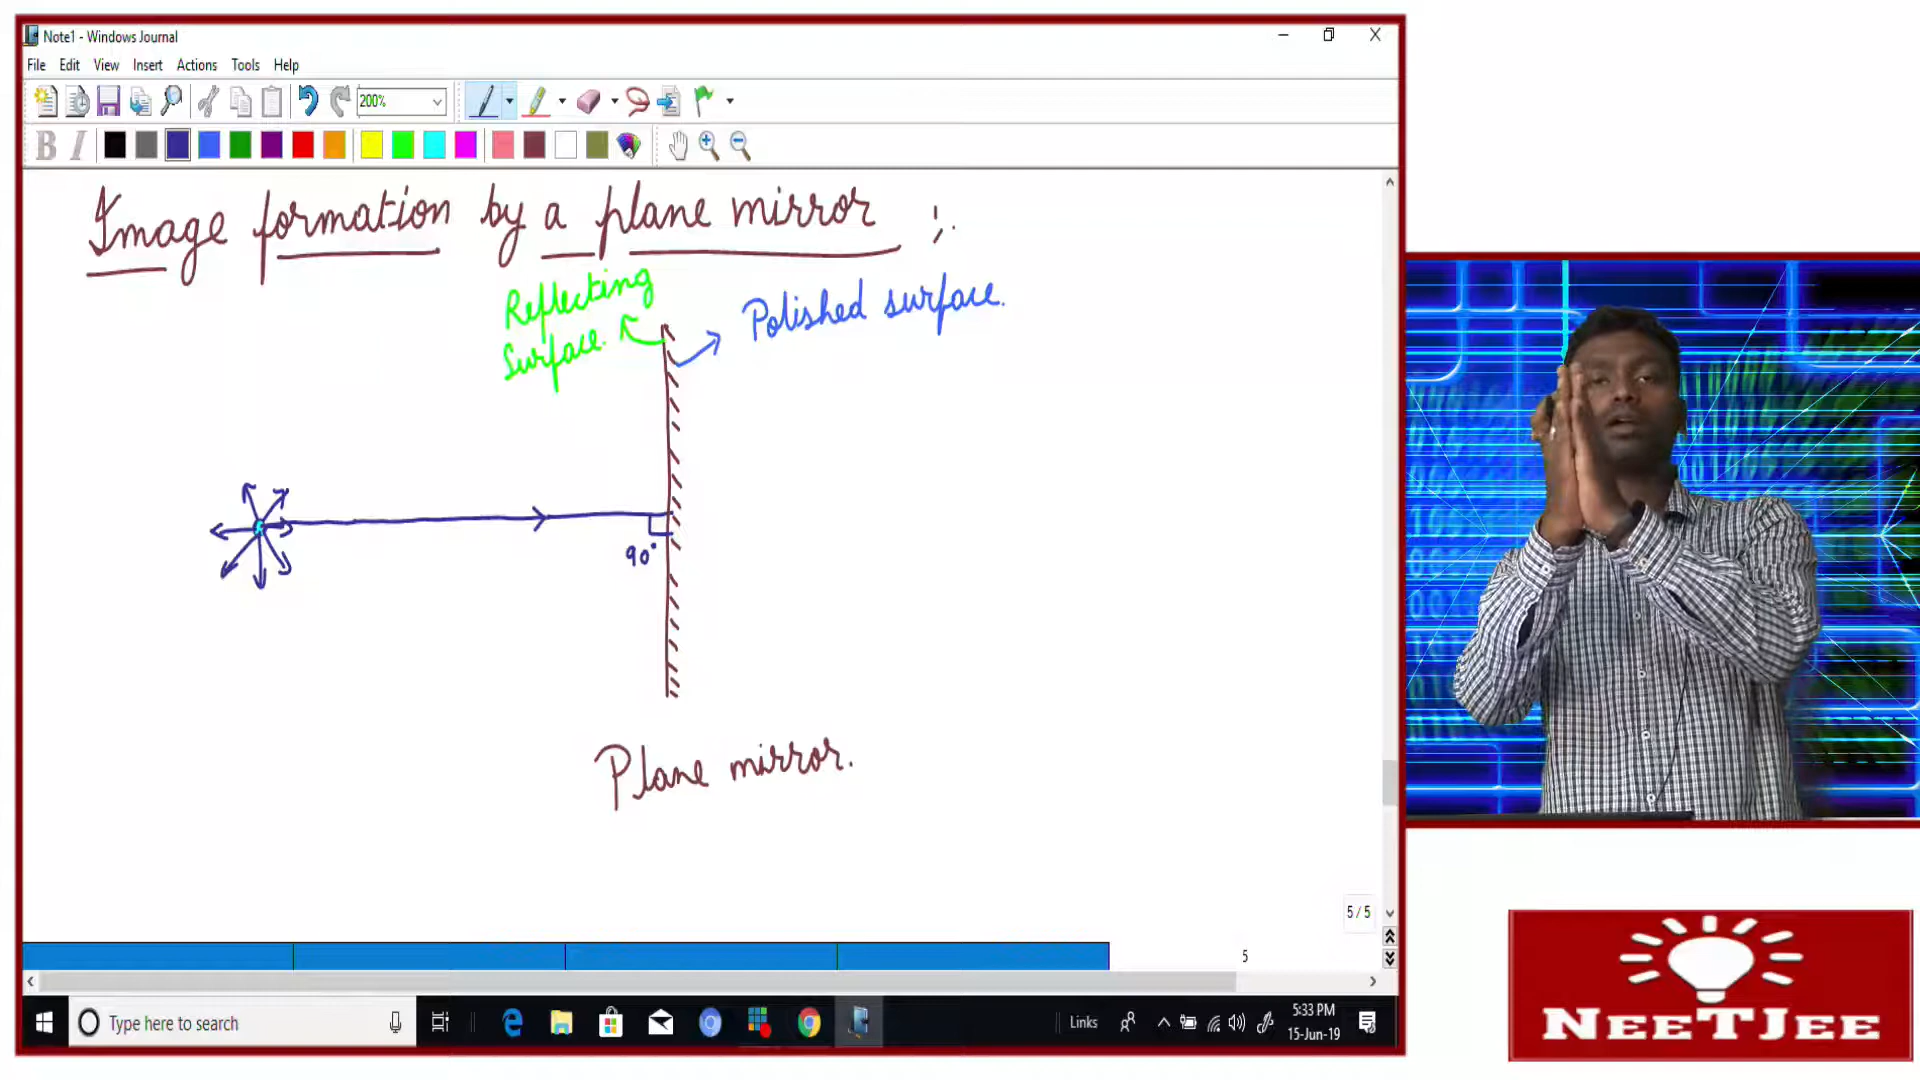 Note1 - Windows Journal
File Edit View Insert Actions Tools Help
200%
B I
Image formation by a plane mirror :
Reflecting
Surface.
Polished surface.
90°
Plane mirror.
5 / 5
5
Type here to search
Links
5:33 PM
15-Jun-19
NEETJEE